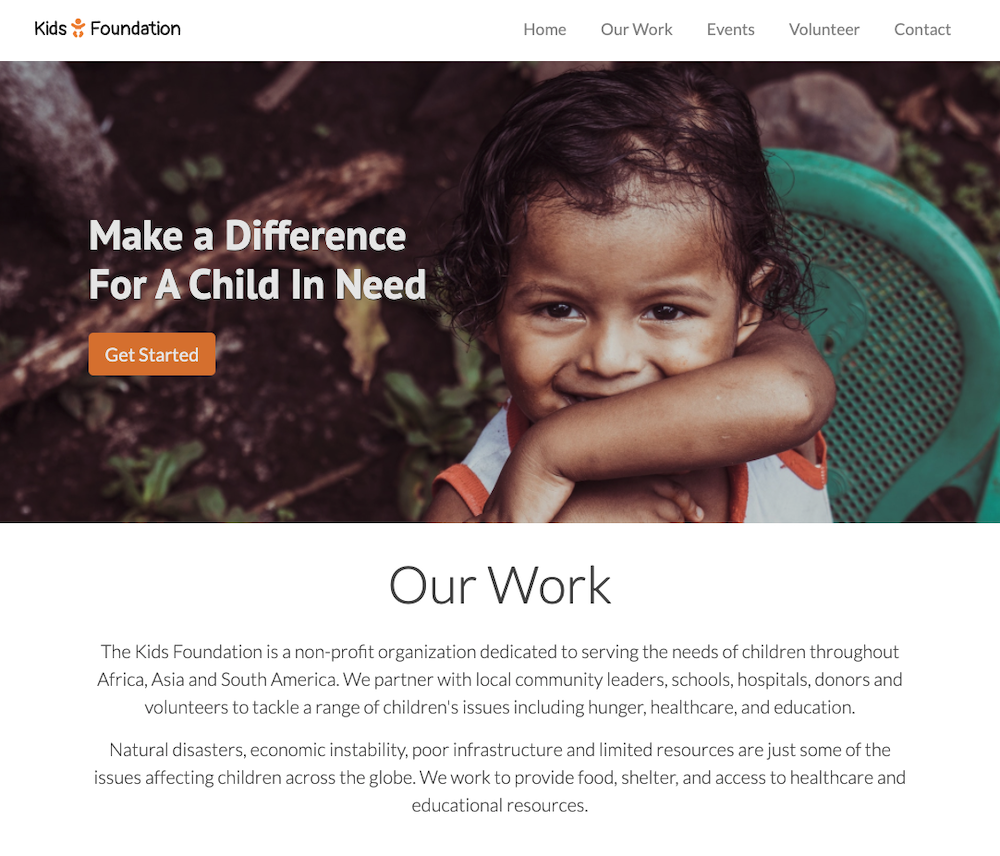 Kids Foundation
Home Our Work Events Volunteer Contact
Make a Difference
For A Child In Need
Get Started
Our Work
The Kids Foundation is a non-profit organization dedicated to serving the needs of children throughout
Africa, Asia and South America. We partner with local community leaders, schools, hospitals, donors and
volunteers to tackle a range of children's issues including hunger, healthcare, and education.
Natural disasters, economic instability, poor infrastructure and limited resources are just some of the
issues affecting children across the globe. We work to provide food, shelter, and access to healthcare and
educational resources.